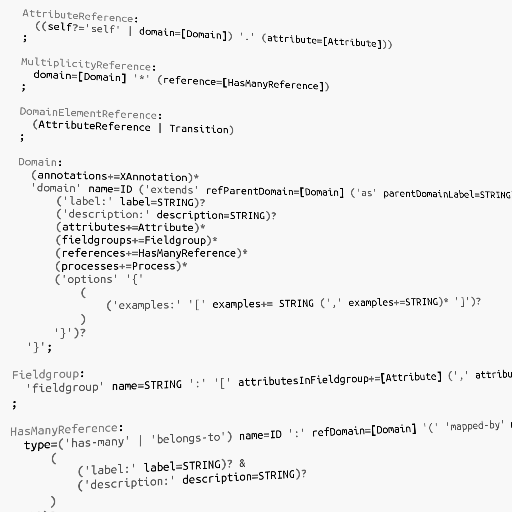 AttributeReference:
((self?='self' | domain=[Domain]) '.' (attribute=[Attribute]))
;
MultiplicityReference:
domain=[Domain] '*' (reference=[HasManyReference])
;
DomainElementReference:
(AttributeReference | Transition)
;
Domain:
(annotations+=XAnnotation)*
'domain' name=ID ('extends' refParentDomain=[Domain] ('as' parentDomainLabel=STRING
('label:' label=STRING)?
('description:' description=STRING)?
(attributes+=Attribute)*
(fieldgroups+=Fieldgroup)*
(references+=HasManyReference)*
(processes+=Process)*
('options' '{'
(
('examples:' '[' examples+= STRING (',' examples+=STRING)* ']')?
)
'}')?
'}';
Fieldgroup:
'fieldgroup' name=STRING ':' '[' attributesInFieldgroup+=[Attribute] (',' attribu
;
HasManyReference:
type=('has-many' | 'belongs-to') name=ID ':' refDomain=[Domain] '(' 'mapped-by'
(
('label:' label=STRING)? &
('description:' description=STRING)?
)